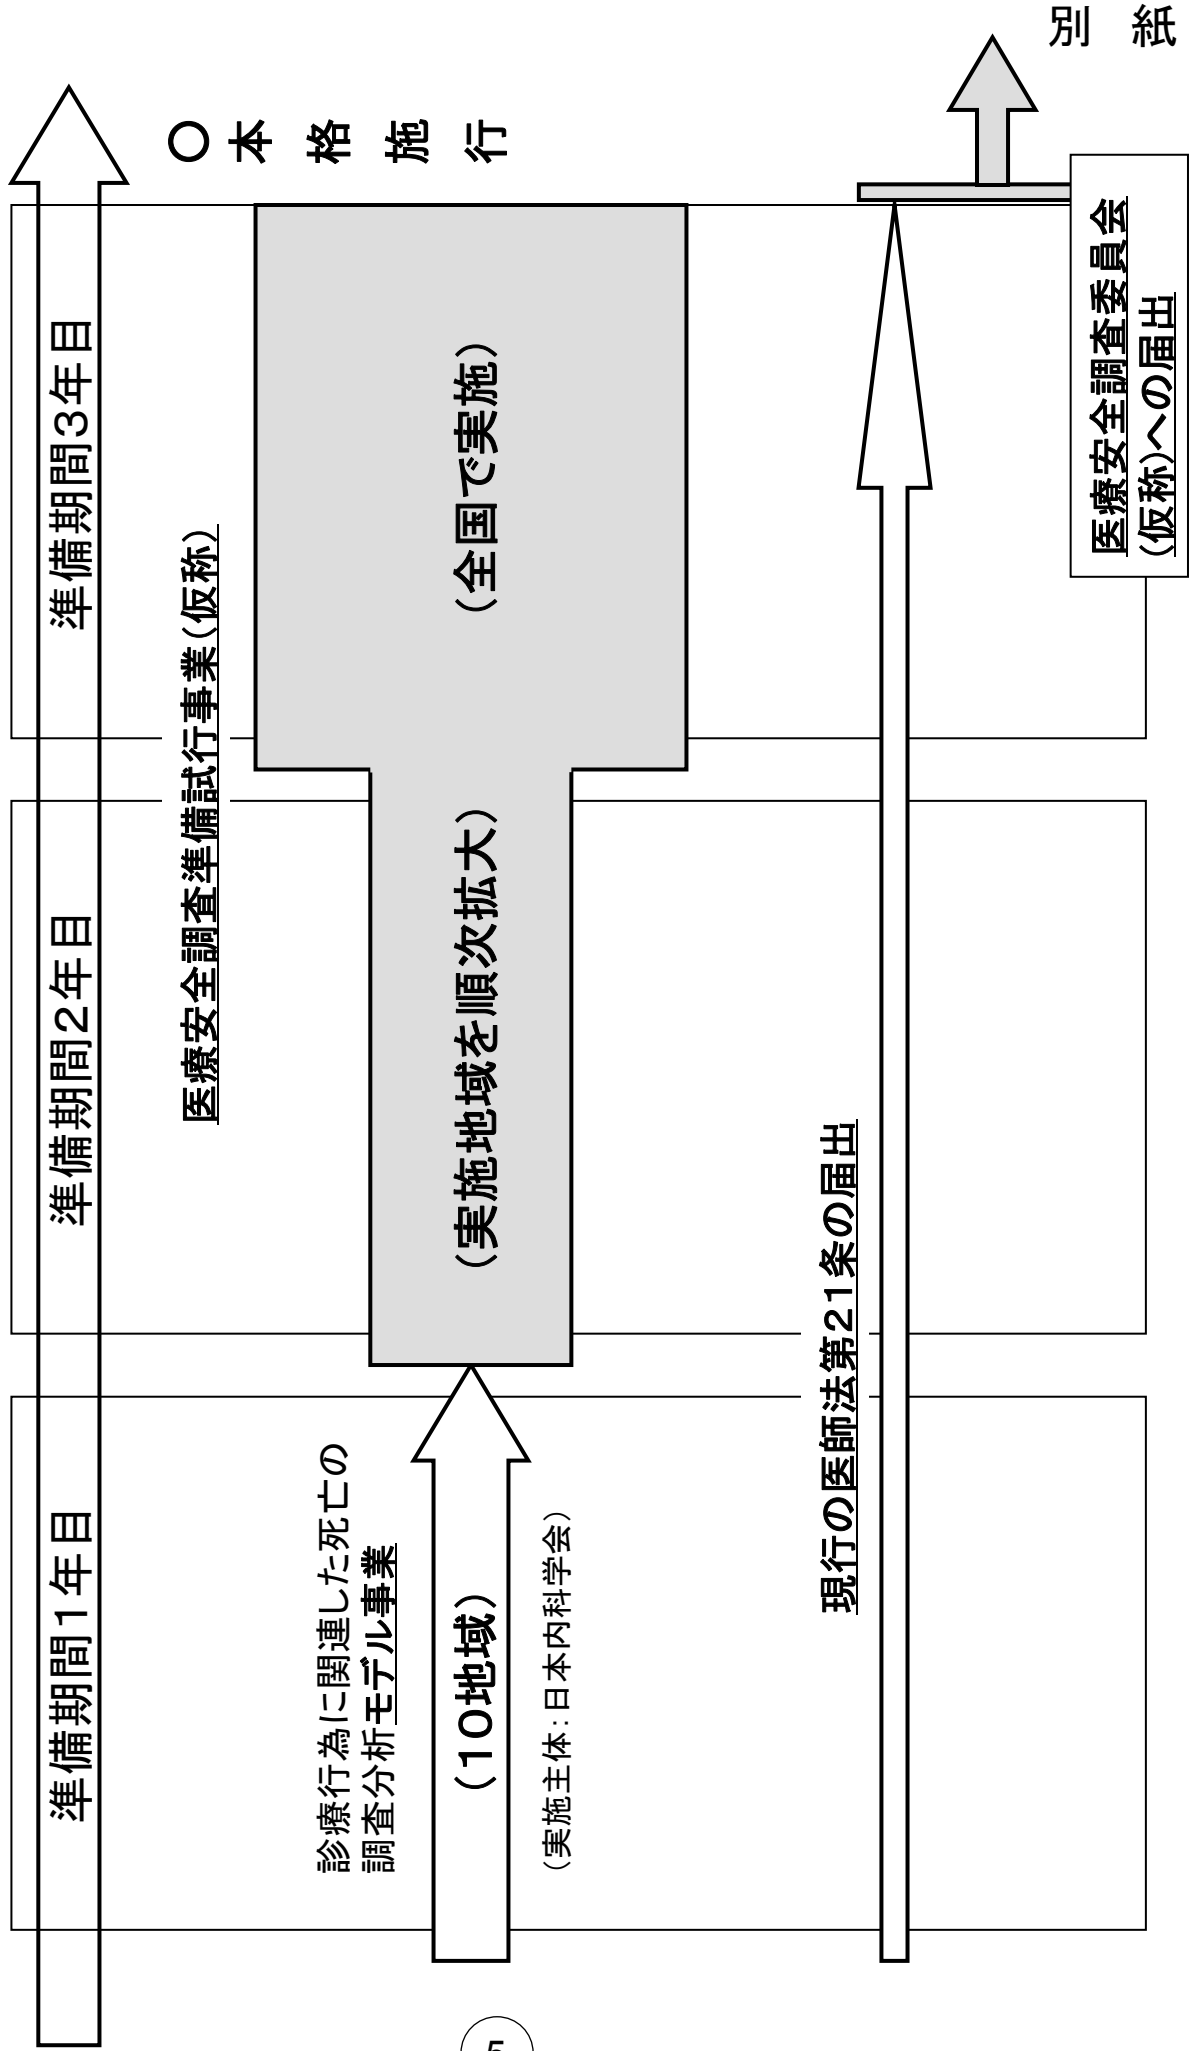 別　紙
準備期間1年目
準備期間2年目
準備期間3年目
○本格施行
医療安全調査準備試行事業(仮称)
診療行為に関連した死亡の
調査分析モデル事業
(10地域)
(実施主体:日本内科学会)
(実施地域を順次拡大)
(全国で実施)
現行の医師法第21条の届出
医療安全調査委員会
(仮称)への届出